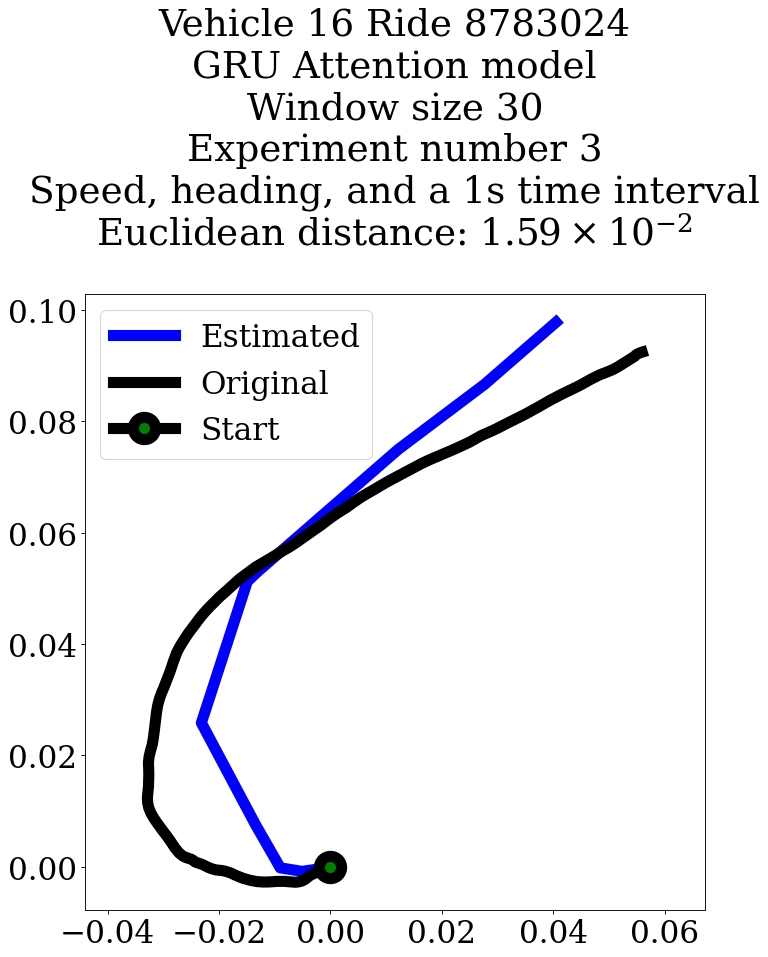 Vehicle 16 Ride 8783024
GRU Attention model
Window size 30
Experiment number 3
Speed, heading, and a 1s time interval
Euclidean distance: 1.59 × 10⁻²
0.10
Estimated
Original
0.08
Start
0.06
0.04
0.02
0.00
−0.04 −0.02 0.00 0.02 0.04 0.06